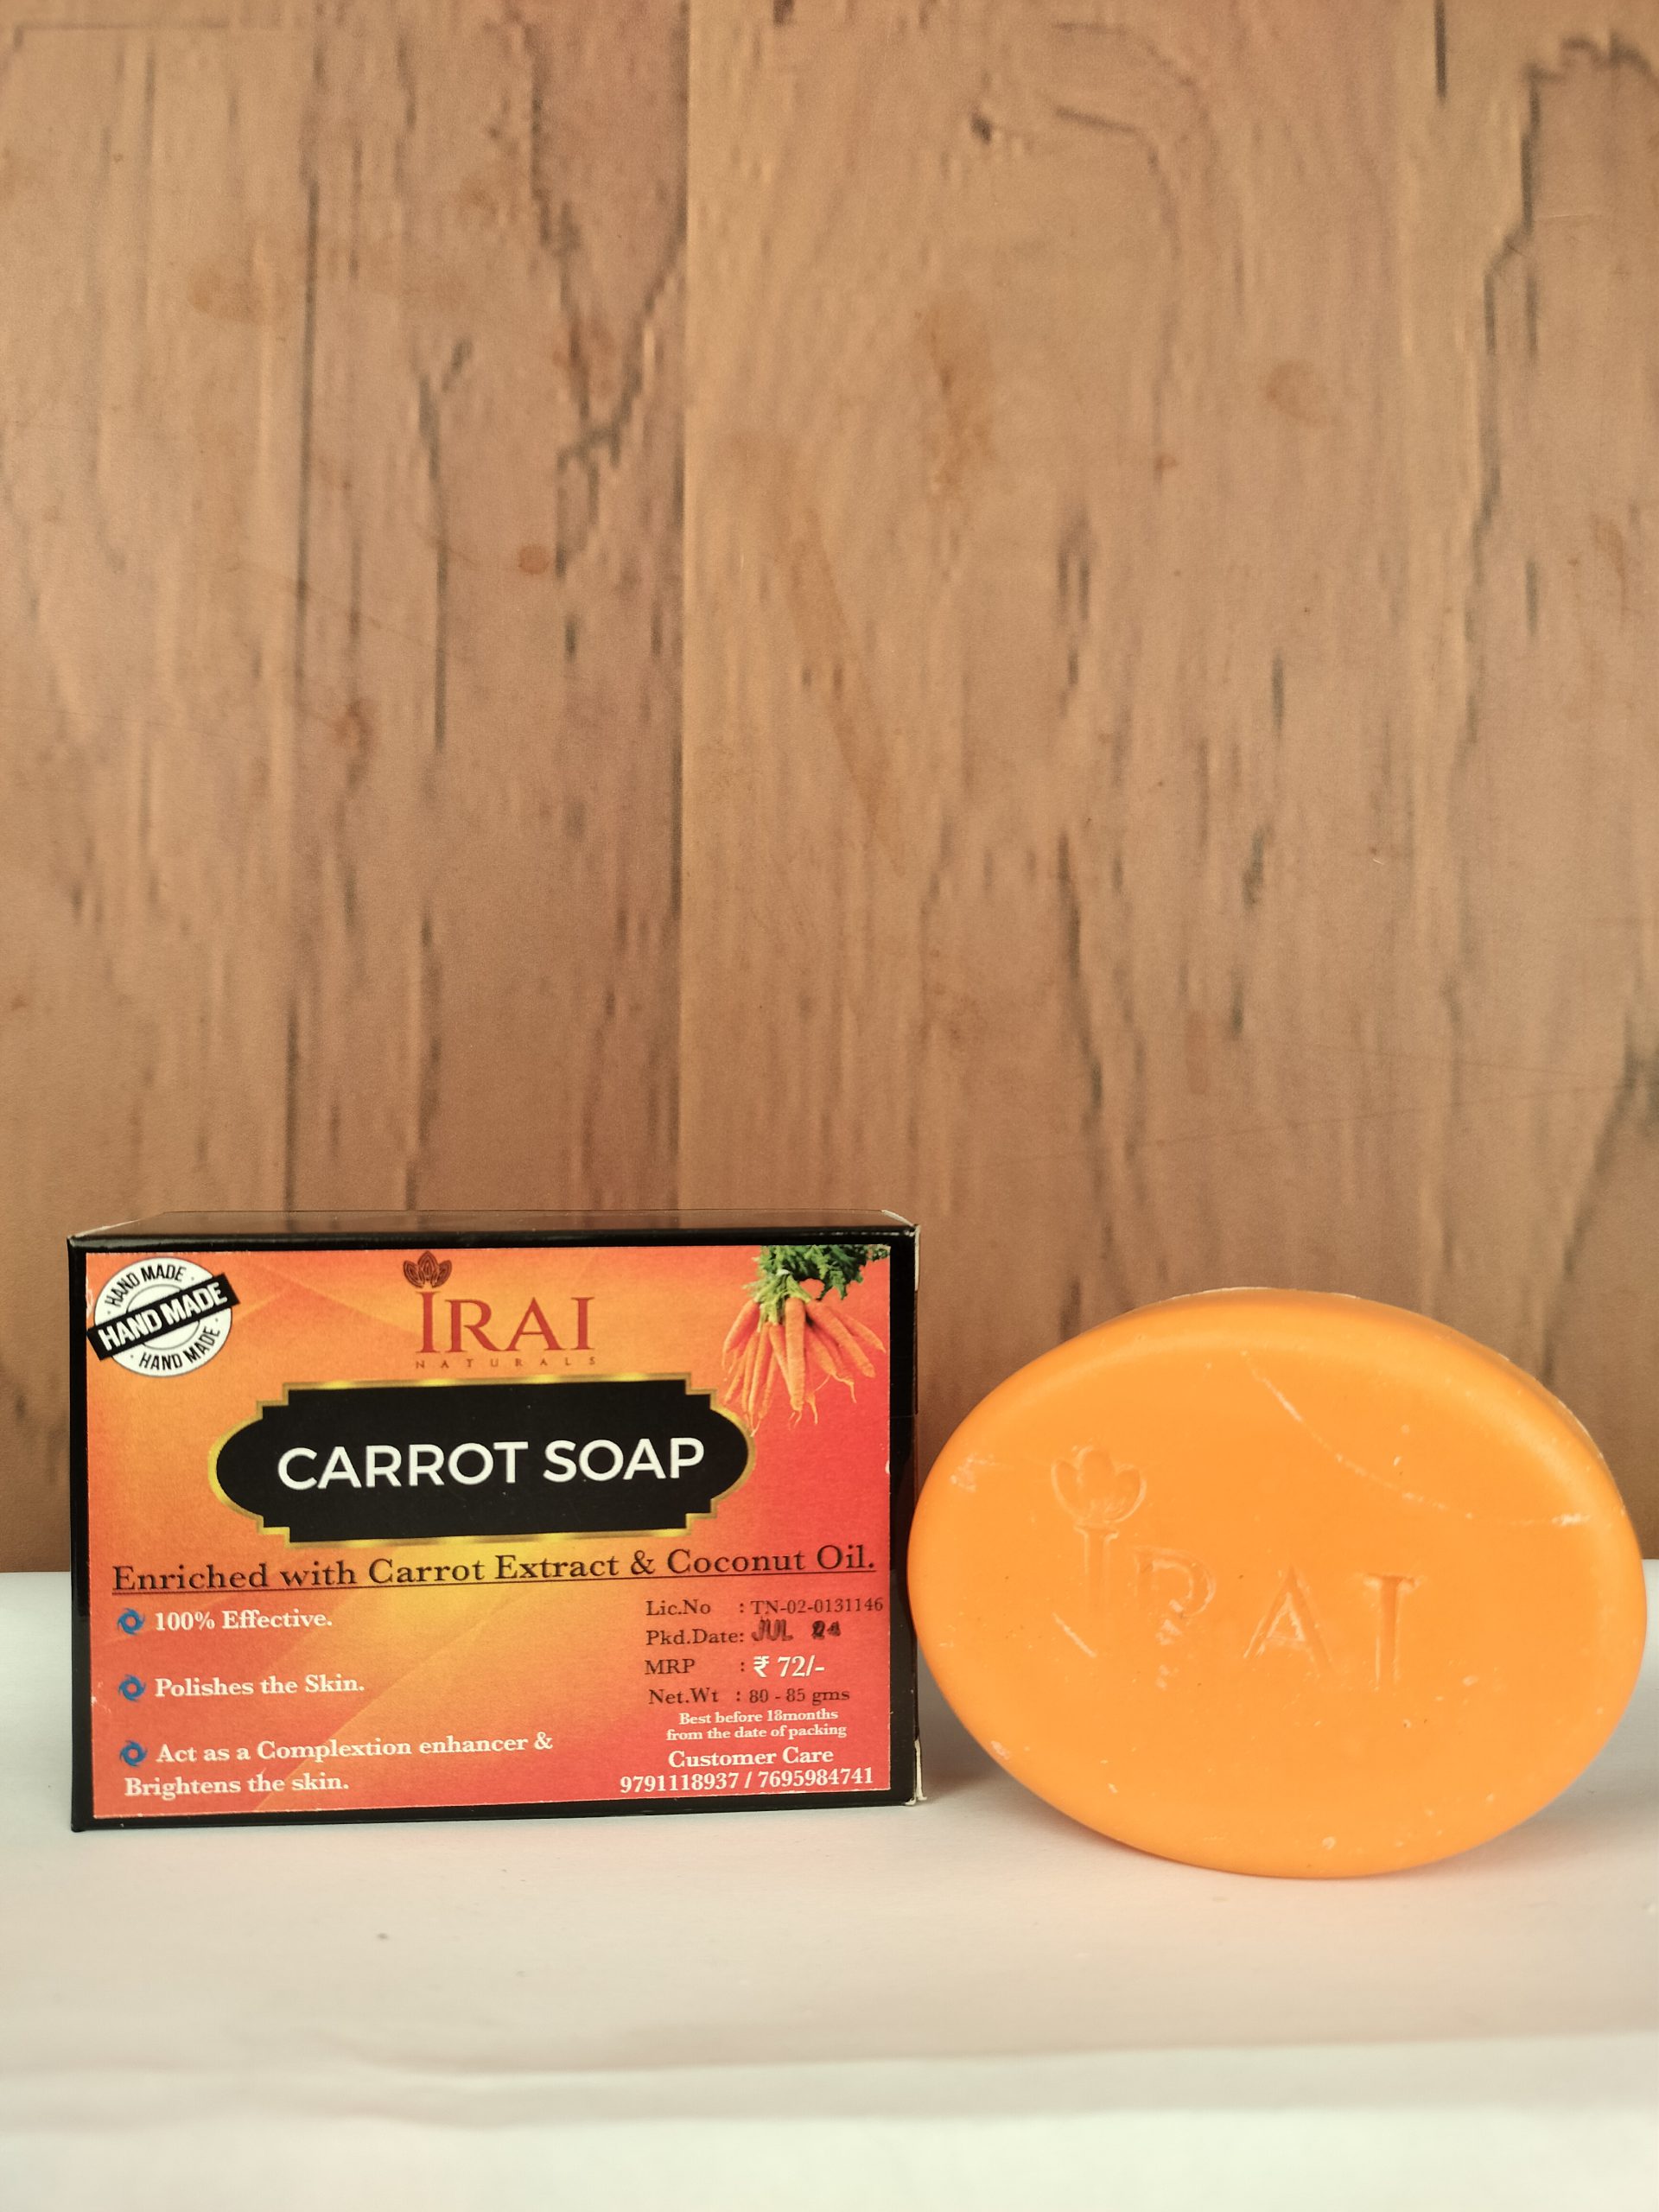 HAND MADE
HAND MADE
HAND MADE
IRAI
NATURALS
CARROT SOAP
Enriched with Carrot Extract & Coconut Oil.
100% Effective.
Polishes the Skin.
Act as a Complextion enhancer &
Brightens the skin.
Lic.No : TN-02-0131146
Pkd.Date: JUL 24
MRP : ₹ 72/-
Net.Wt : 80 - 85 gms
Best before 18months
from the date of packing
Customer Care
9791118937 / 7695984741
IRAI